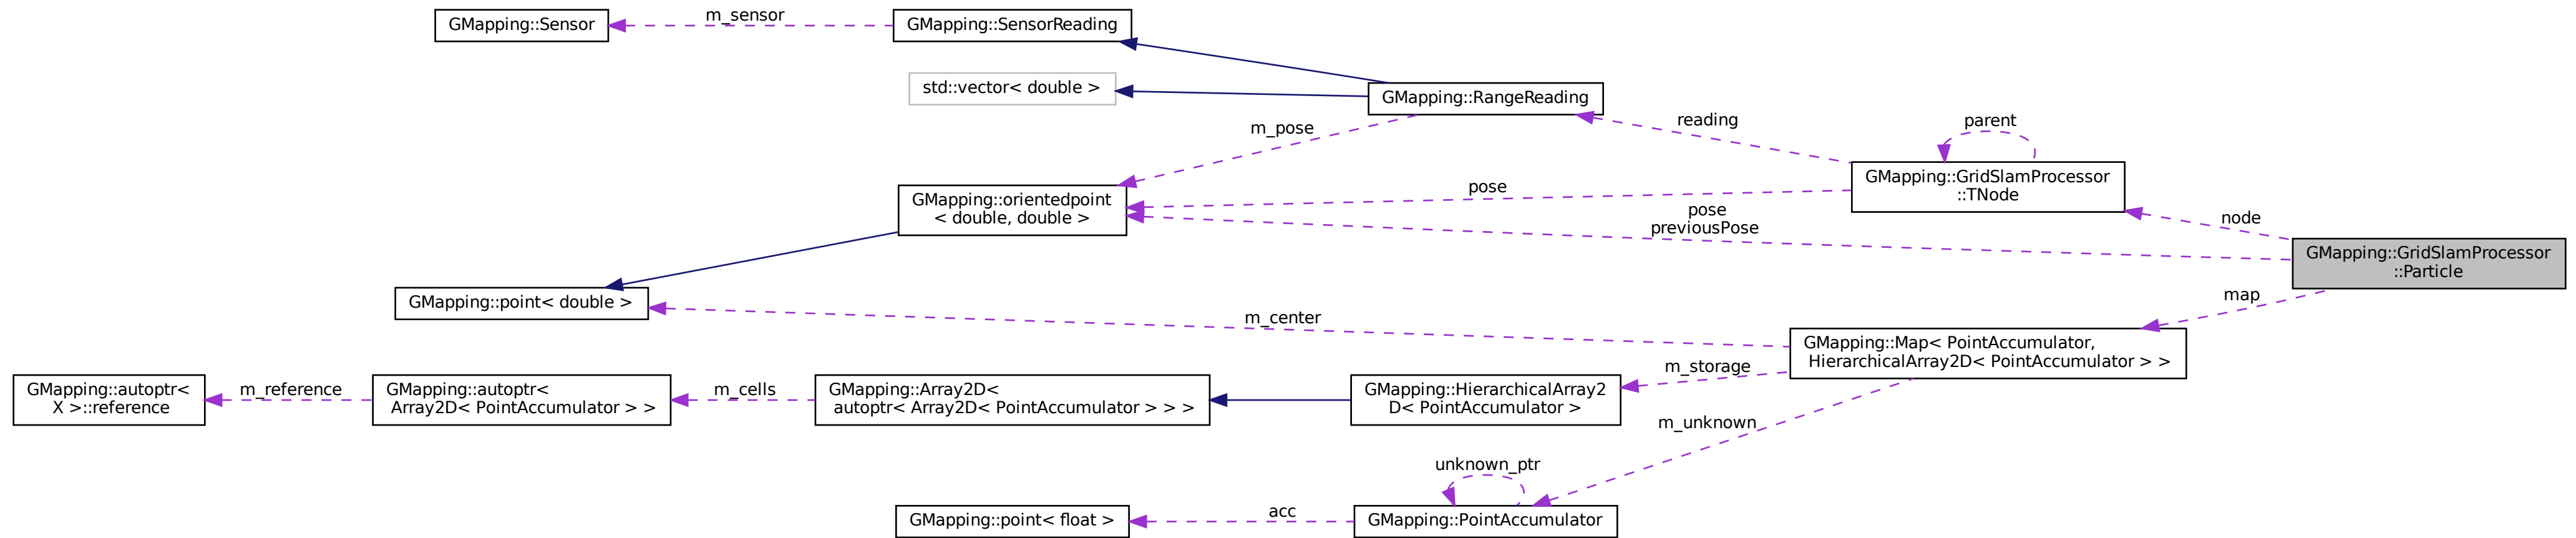 GMapping::Sensor
m_sensor
GMapping::SensorReading
std::vector< double >
GMapping::RangeReading
m_pose
reading
parent
GMapping::GridSlamProcessor
::TNode
GMapping::orientedpoint
< double, double >
pose
pose
previousPose
node
GMapping::GridSlamProcessor
::Particle
GMapping::point< double >
m_center
map
GMapping::Map< PointAccumulator,
HierarchicalArray2D< PointAccumulator > >
GMapping::autoptr<
X >::reference
m_reference
GMapping::autoptr<
Array2D< PointAccumulator > >
m_cells
GMapping::Array2D<
autoptr< Array2D< PointAccumulator > > >
GMapping::HierarchicalArray2
D< PointAccumulator >
m_storage
m_unknown
unknown_ptr
GMapping::point< float >
acc
GMapping::PointAccumulator